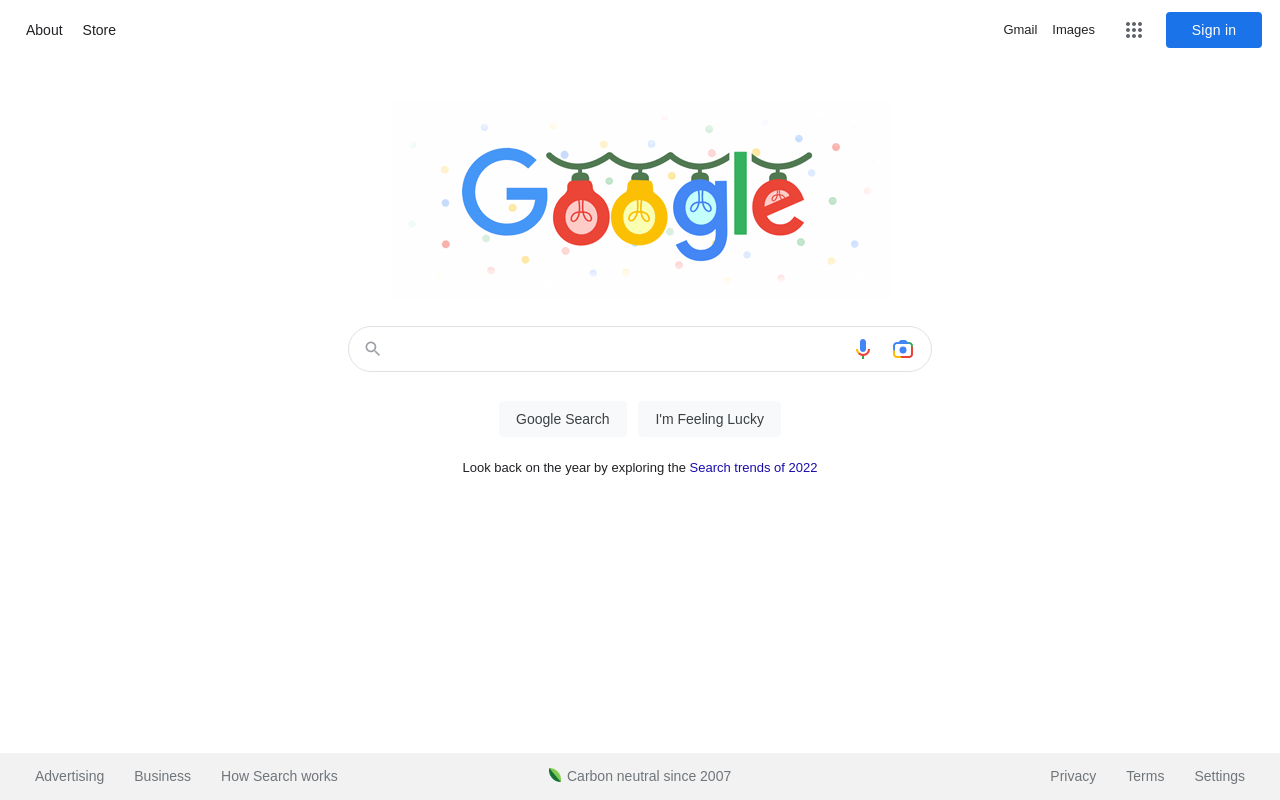 About Store
Gmail Images Sign in
Google
Google Search I'm Feeling Lucky
Look back on the year by exploring the Search trends of 2022
Advertising Business How Search works Carbon neutral since 2007 Privacy Terms Settings